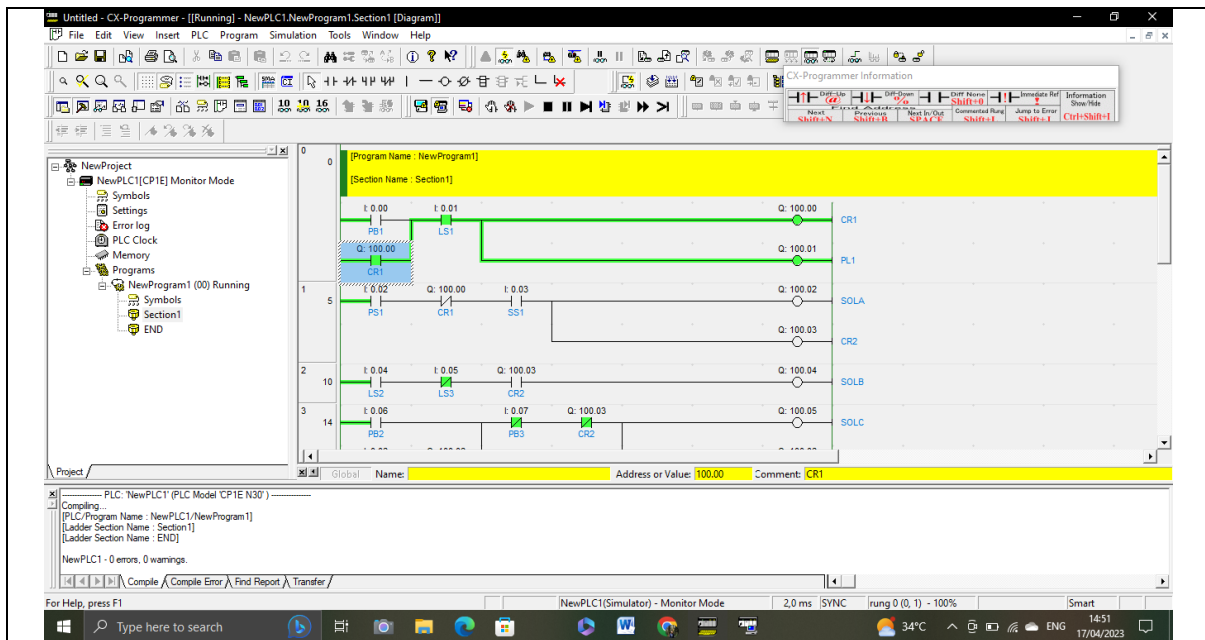 Untitled - CX-Programmer - [[Running] - NewPLC1.NewProgram1.Section1 [Diagram]]
File Edit View Insert PLC Program Simulation Tools Window Help
CX-Programmer Information
Diff-Up @ Diff-Down % Diff None Shift+0 Immediate Ref ! Information Show/Hide
Next Shift+N Previous Shift+B Next In/Out SPACE Commented Rung Shift+L Jump to Error Ctrl+Shift+I
10 10 16
NewProject
NewPLC1[CP1E] Monitor Mode
Symbols
Settings
Error log
PLC Clock
Memory
Programs
NewProgram1 (00) Running
Symbols
Section1
END
Project
0 0 [Program Name : NewProgram1]
[Section Name : Section1]
I: 0.00 I: 0.01 Q: 100.00
CR1
PB1 LS1
Q: 100.00 Q: 100.01
PL1
CR1
1 I: 0.02 Q: 100.00 I: 0.03 Q: 100.02
5 SOLA
PS1 CR1 SS1
Q: 100.03
CR2
2 I: 0.04 I: 0.05 Q: 100.03 Q: 100.04
10 SOLB
LS2 LS3 CR2
3 I: 0.06 I: 0.07 Q: 100.03 Q: 100.05
14 SOLC
PB2 PB3 CR2
Global Name: Address or Value: 100.00 Comment: CR1
PLC: 'NewPLC1' (PLC Model 'CP1E N30' )
Compiling...
[PLC/Program Name : NewPLC1/NewProgram1]
[Ladder Section Name : Section1]
[Ladder Section Name : END]
NewPLC1 - 0 errors, 0 warnings.
Compile Compile Error Find Report Transfer
For Help, press F1 NewPLC1(Simulator) - Monitor Mode 2,0 ms SYNC rung 0 (0, 1) - 100% Smart
Type here to search 34°C ENG 14:51
17/04/2023